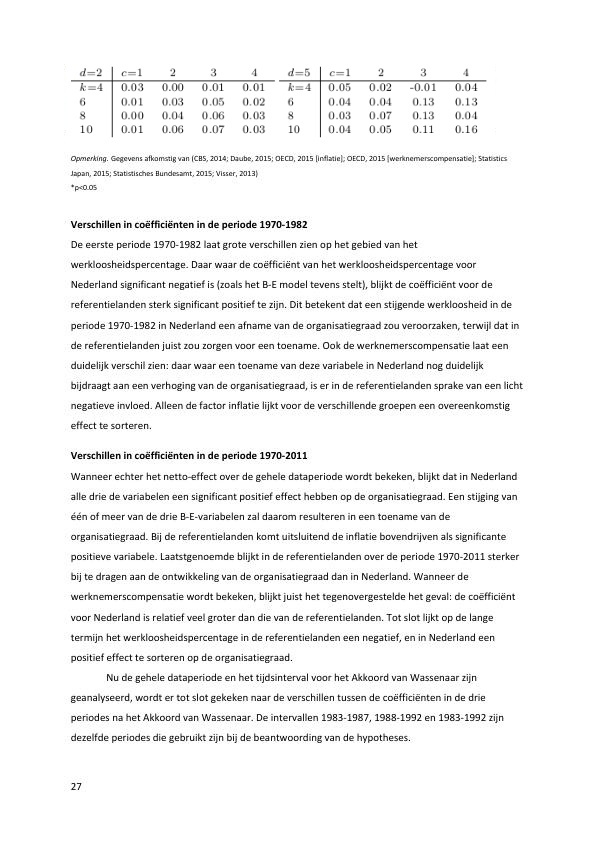 d=2 c=1 2 3 4 d=5 c=1 2 3 4
k=4 0.03 0.00 0.01 0.01 k=4 0.05 0.02 -0.01 0.04
6 0.01 0.03 0.05 0.02 6 0.04 0.04 0.13 0.13
8 0.00 0.04 0.06 0.03 8 0.03 0.07 0.13 0.04
10 0.01 0.06 0.07 0.03 10 0.04 0.05 0.11 0.16
Opmerking. Gegevens afkomstig van (CBS, 2014; Daube, 2015; OECD, 2015 [inflatie]; OECD, 2015 [werknemerscompensatie]; Statistics
Japan, 2015; Statistisches Bundesamt, 2015; Visser, 2013)
*p<0.05
Verschillen in coëfficiënten in de periode 1970-1982
De eerste periode 1970-1982 laat grote verschillen zien op het gebied van het
werkloosheidspercentage. Daar waar de coëfficiënt van het werkloosheidspercentage voor
Nederland significant negatief is (zoals het B-E model tevens stelt), blijkt de coëfficiënt voor de
referentielanden sterk significant positief te zijn. Dit betekent dat een stijgende werkloosheid in de
periode 1970-1982 in Nederland een afname van de organisatiegraad zou veroorzaken, terwijl dat in
de referentielanden juist zou zorgen voor een toename. Ook de werknemerscompensatie laat een
duidelijk verschil zien: daar waar een toename van deze variabele in Nederland nog duidelijk
bijdraagt aan een verhoging van de organisatiegraad, is er in de referentielanden sprake van een licht
negatieve invloed. Alleen de factor inflatie lijkt voor de verschillende groepen een overeenkomstig
effect te sorteren.
Verschillen in coëfficiënten in de periode 1970-2011
Wanneer echter het netto-effect over de gehele dataperiode wordt bekeken, blijkt dat in Nederland
alle drie de variabelen een significant positief effect hebben op de organisatiegraad. Een stijging van
één of meer van de drie B-E-variabelen zal daarom resulteren in een toename van de
organisatiegraad. Bij de referentielanden komt uitsluitend de inflatie bovendrijven als significante
positieve variabele. Laatstgenoemde blijkt in de referentielanden over de periode 1970-2011 sterker
bij te dragen aan de ontwikkeling van de organisatiegraad dan in Nederland. Wanneer de
werknemerscompensatie wordt bekeken, blijkt juist het tegenovergestelde het geval: de coëfficiënt
voor Nederland is relatief veel groter dan die van de referentielanden. Tot slot lijkt op de lange
termijn het werkloosheidspercentage in de referentielanden een negatief, en in Nederland een
positief effect te sorteren op de organisatiegraad.
Nu de gehele dataperiode en het tijdsinterval voor het Akkoord van Wassenaar zijn
geanalyseerd, wordt er tot slot gekeken naar de verschillen tussen de coëfficiënten in de drie
periodes na het Akkoord van Wassenaar. De intervallen 1983-1987, 1988-1992 en 1983-1992 zijn
dezelfde periodes die gebruikt zijn bij de beantwoording van de hypotheses.
27